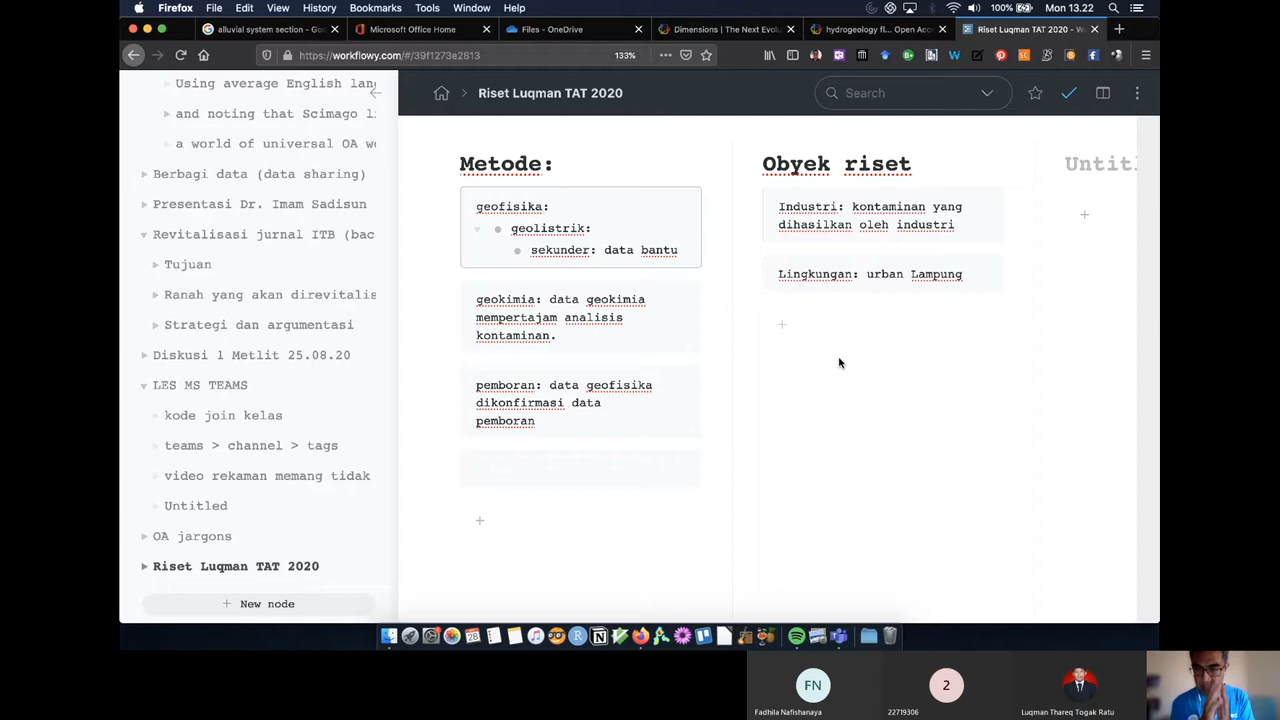 Firefox File Edit View History Bookmarks Tools Window Help 100% Mon 13.22
alluvial system section - Goo
Microsoft Office Home
Files - OneDrive
Dimensions | The Next Evolu
hydrogeology fl... Open Acc
Riset Luqman TAT 2020 - W
https://workflowy.com/#/39f1273e2813
133%
Using average English lang
and noting that Scimago li
a world of universal OA wo
Berbagi data (data sharing)
Presentasi Dr. Imam Sadisun
Revitalisasi jurnal ITB (bac
Tujuan
Ranah yang akan direvitalis
Strategi dan argumentasi
Diskusi 1 Metlit 25.08.20
LES MS TEAMS
kode join kelas
teams > channel > tags
video rekaman memang tidak
Untitled
OA jargons
Riset Luqman TAT 2020
+ New node
Riset Luqman TAT 2020
Search
Metode:
geofisika:
geolistrik:
sekunder: data bantu
geokimia: data geokimia
mempertajam analisis
kontaminan.
pemboran: data geofisika
dikonfirmasi data
pemboran
+
Obyek riset
Industri: kontaminan yang
dihasilkan oleh industri
Lingkungan: urban Lampung
+
Untitl
+
FN
Fadhila Nafishanaya
2
22719306
Luqman Thareq Togak Ratu